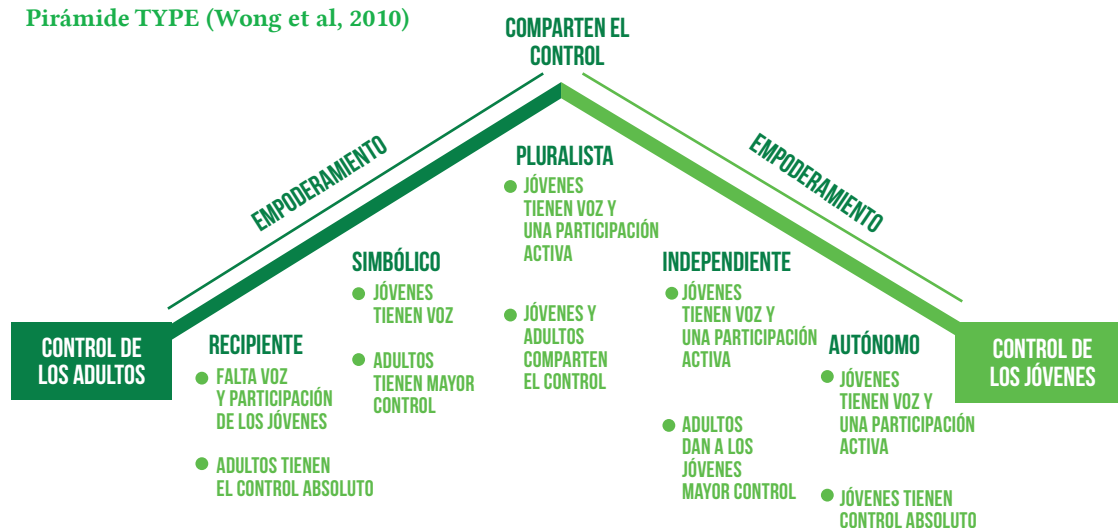 Pirámide TYPE (Wong et al, 2010)
COMPARTEN EL
CONTROL
EMPODERAMIENTO
EMPODERAMIENTO
PLURALISTA
JÓVENES
TIENEN VOZ Y
UNA PARTICIPACIÓN
ACTIVA
JÓVENES Y
ADULTOS
COMPARTEN
EL CONTROL
SIMBÓLICO
JÓVENES
TIENEN VOZ
ADULTOS
TIENEN MAYOR
CONTROL
INDEPENDIENTE
JÓVENES
TIENEN VOZ Y
UNA PARTICIPACIÓN
ACTIVA
ADULTOS
DAN A LOS
JÓVENES
MAYOR CONTROL
CONTROL DE
LOS ADULTOS
RECIPIENTE
FALTA VOZ
Y PARTICIPACIÓN
DE LOS JÓVENES
ADULTOS TIENEN
EL CONTROL ABSOLUTO
AUTÓNOMO
JÓVENES
TIENEN VOZ Y
UNA PARTICIPACIÓN
ACTIVA
JÓVENES TIENEN
CONTROL ABSOLUTO
CONTROL DE
LOS JÓVENES